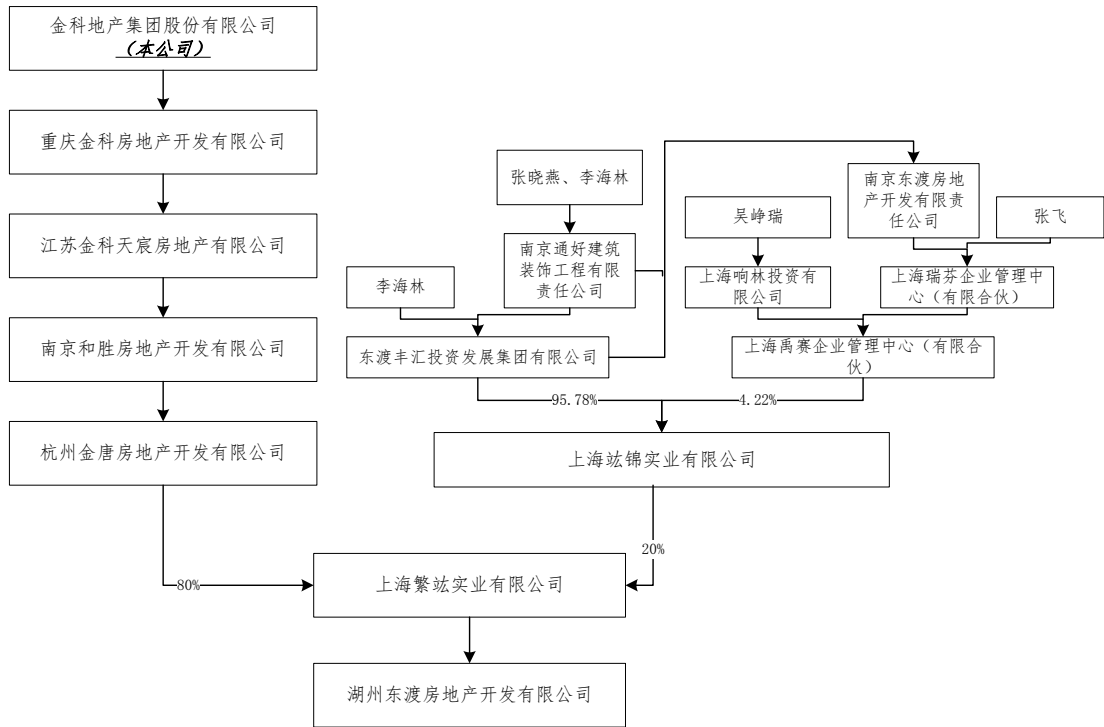 金科地产集团股份有限公司
（本公司）
重庆金科房地产开发有限公司
江苏金科天宸房地产有限公司
南京和胜房地产开发有限公司
杭州金唐房地产开发有限公司
张晓燕、李海林
南京通好建筑
装饰工程有限
责任公司
李海林
东渡丰汇投资发展集团有限公司
吴峥瑞
上海响林投资有
限公司
南京东渡房地
产开发有限责
任公司
张飞
上海瑞芬企业管理中
心（有限合伙）
上海禹赛企业管理中心（有限合
伙）
95.78%
4.22%
上海竑锦实业有限公司
80%
20%
上海繁竑实业有限公司
湖州东渡房地产开发有限公司